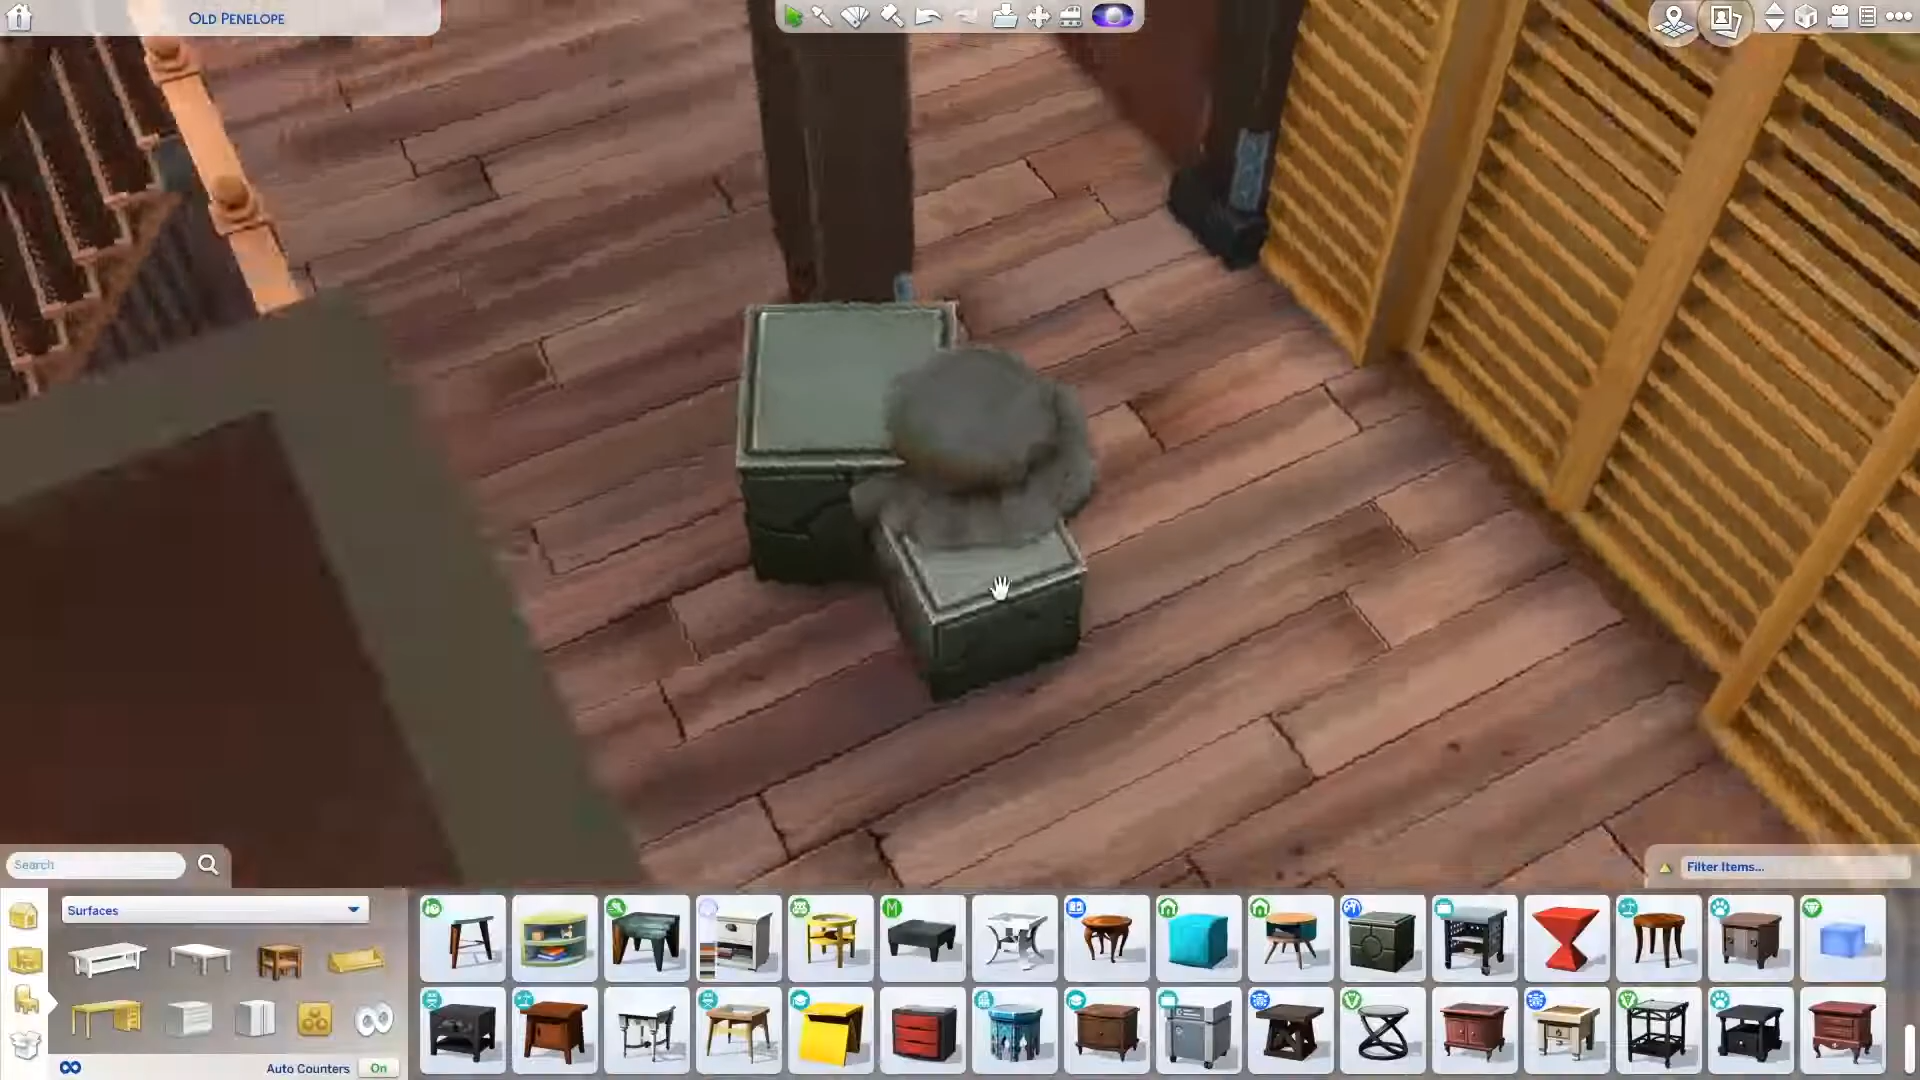 OLD PENELOPE
Search
Filter Items...
Surfaces
Auto Counters On